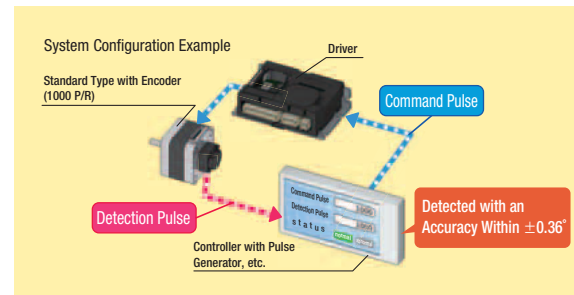 System Configuration Example
Driver
Standard Type with Encoder
(1000 P/R)
Command Pulse
Command Pulse
Detection Pulse
status
Detection Pulse
Detected with an
Accuracy Within ±0.36˚
Controller with Pulse
Generator, etc.